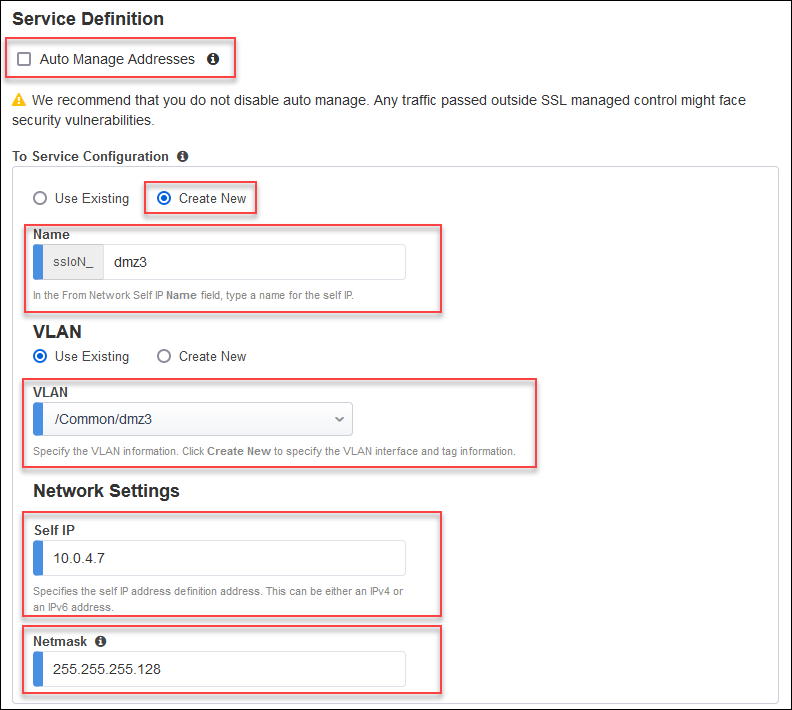 Service Definition
Auto Manage Addresses
We recommend that you do not disable auto manage. Any traffic passed outside SSL managed control might face
security vulnerabilities.
To Service Configuration
Use Existing Create New
Name
ssloN_ dmz3
In the From Network Self IP Name field, type a name for the self IP.
VLAN
Use Existing Create New
VLAN
/Common/dmz3
Specify the VLAN information. Click Create New to specify the VLAN interface and tag information.
Network Settings
Self IP
10.0.4.7
Specifies the self IP address definition address. This can be either an IPv4 or
an IPv6 address.
Netmask
255.255.255.128